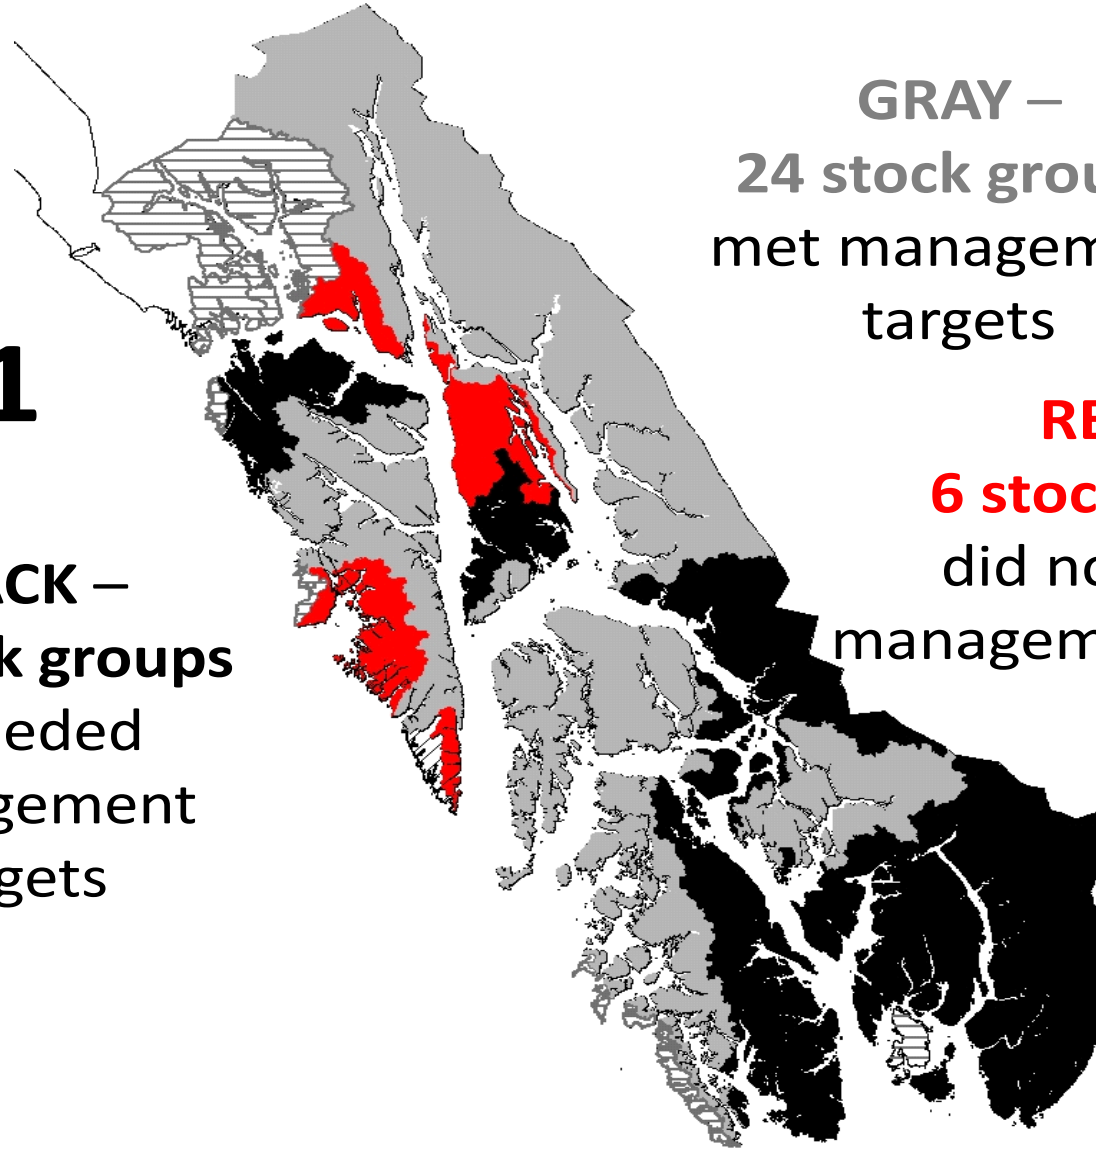 GRAY –
24 stock grou
met managem
targets
1
RE
6 stoc
did no
managem
ACK –
k groups
eded
gement
gets